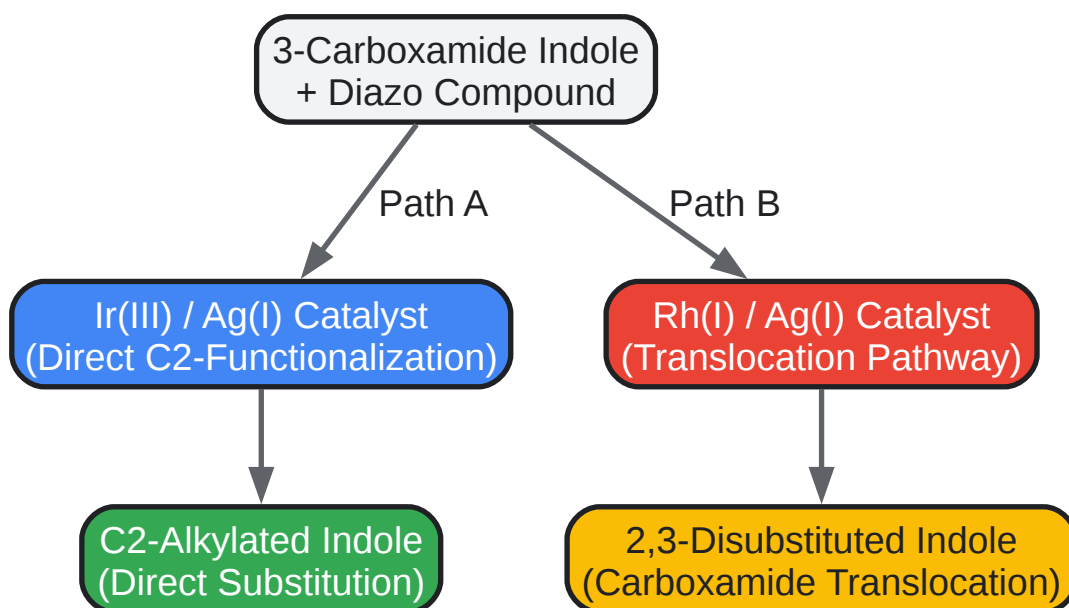 3-Carboxamide Indole
+ Diazo Compound
Path A
Path B
Ir(III) / Ag(I) Catalyst
(Direct C2-Functionalization)
Rh(I) / Ag(I) Catalyst
(Translocation Pathway)
C2-Alkylated Indole
(Direct Substitution)
2,3-Disubstituted Indole
(Carboxamide Translocation)